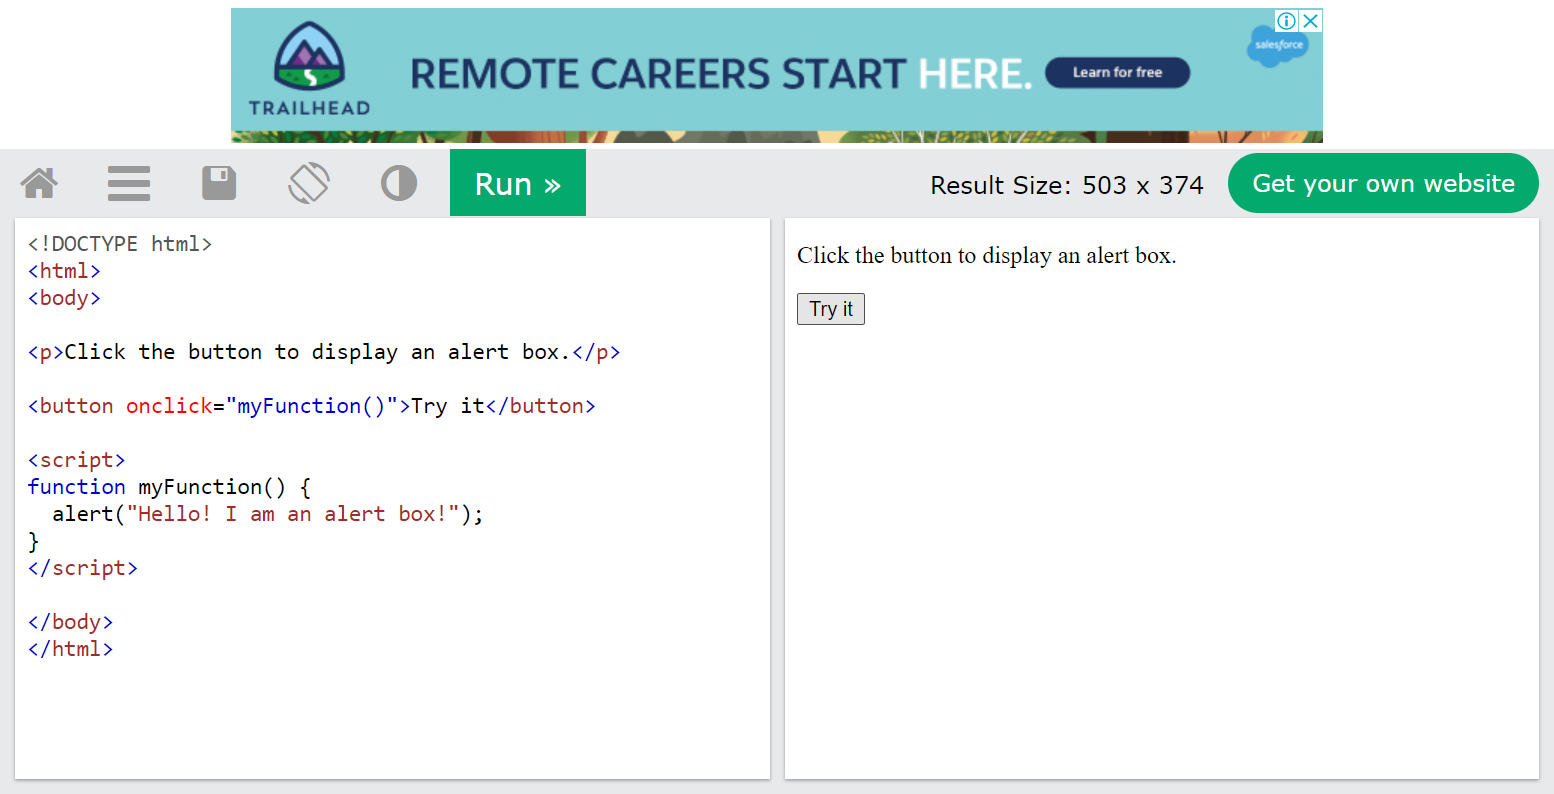 TRAILHEAD
REMOTE CAREERS START HERE.
Learn for free
salesforce
Run »
Result Size: 503 x 374
Get your own website
<!DOCTYPE html>
<html>
<body>
<p>Click the button to display an alert box.</p>
<button onclick="myFunction()">Try it</button>
<script>
function myFunction() {
  alert("Hello! I am an alert box!");
}
</script>
</body>
</html>
Click the button to display an alert box.
Try it